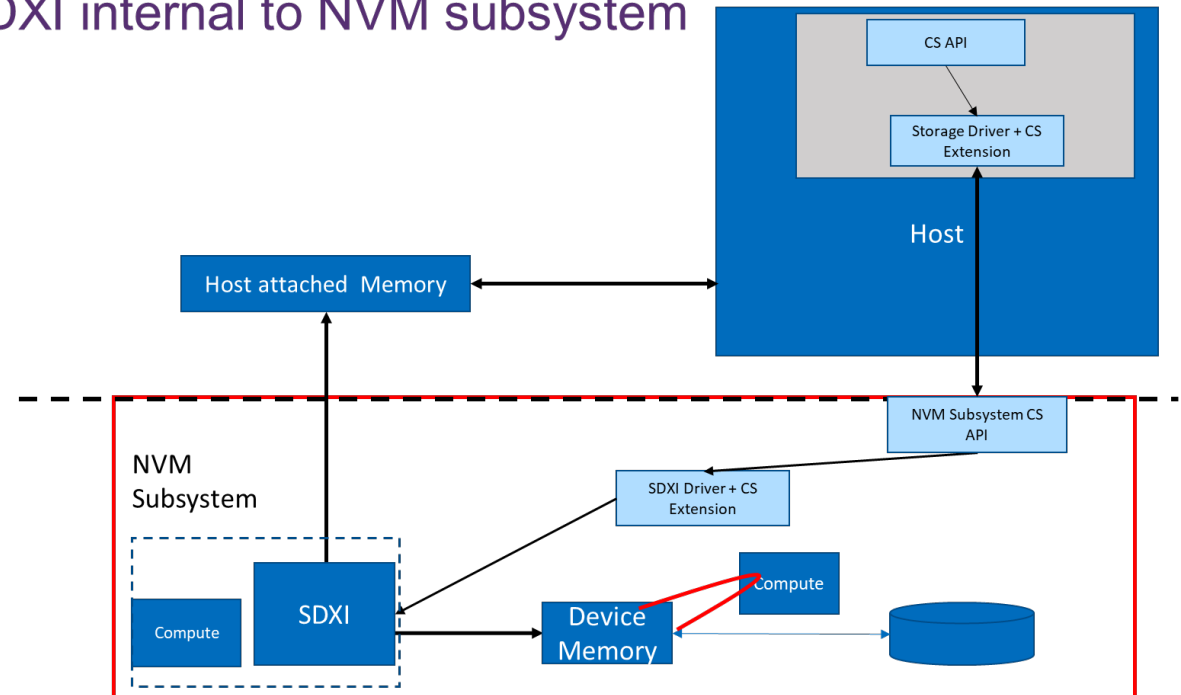 DXI internal to NVM subsystem
CS API
Storage Driver + CS
Extension
Host
Host attached Memory
NVM Subsystem CS
API
NVM
Subsystem
SDXI Driver + CS
Extension
Compute
SDXI
Compute
Device
Memory